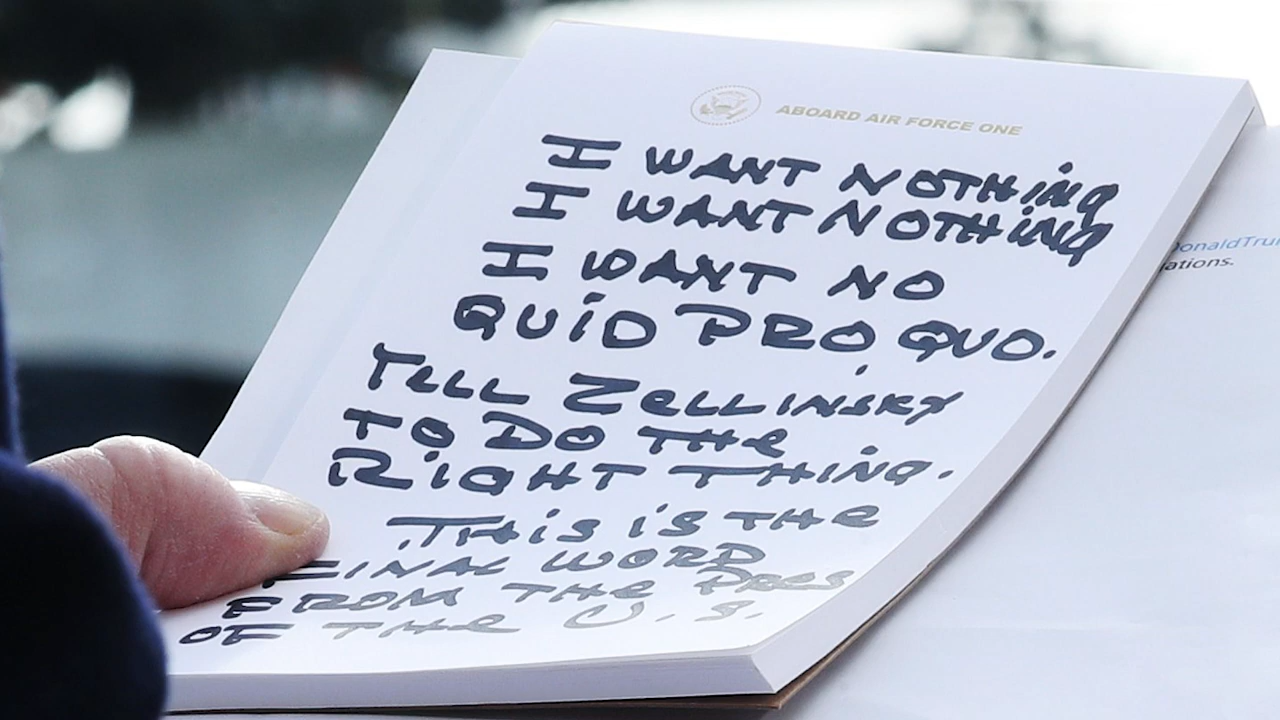 ABOARD AIR FORCE ONE
I WANT NOTHING
I WANT NOTHING
I WANT NO
QUID PRO QUO.
TELL ZELLINSKY
TO DO THE
RIGHT THING.
THIS IS THE
FINAL WORD
FROM THE PRES
OF THE U.S.
DonaldTru
ations.